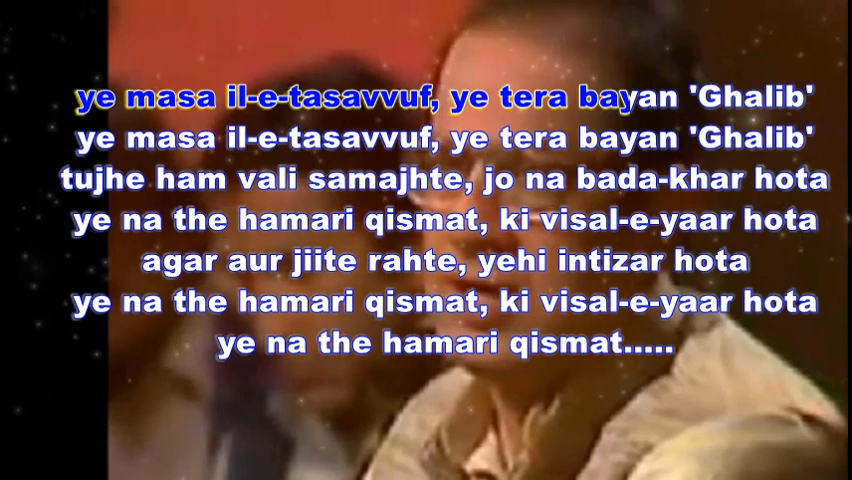 ye masa il-e-tasavvuf, ye tera bayan 'Ghalib'
ye masa il-e-tasavvuf, ye tera bayan 'Ghalib'
tujhe ham vali samajhte, jo na bada-khar hota
ye na the hamari qismat, ki visal-e-yaar hota
agar aur jiite rahte, yehi intizar hota
ye na the hamari qismat, ki visal-e-yaar hota
ye na the hamari qismat.....